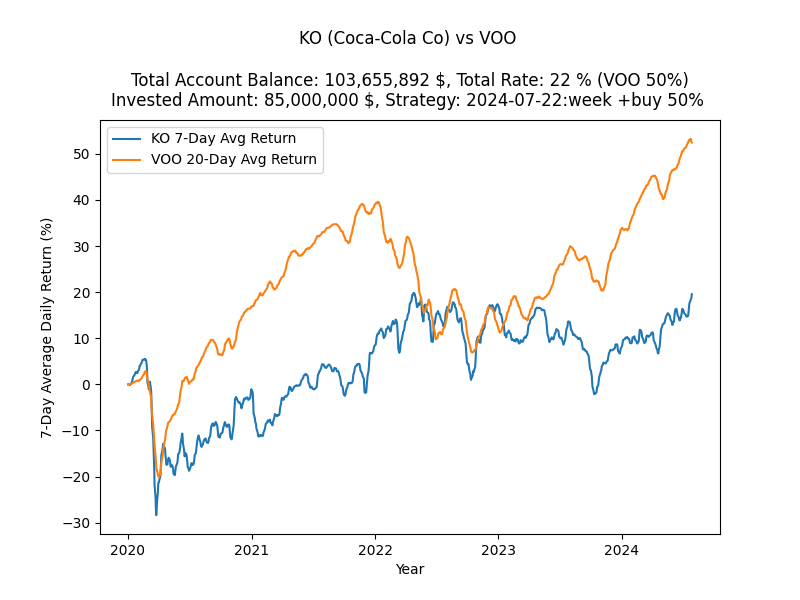 KO (Coca-Cola Co) vs VOO
Total Account Balance: 103,655,892 $, Total Rate: 22 % (VOO 50%)
Invested Amount: 85,000,000 $, Strategy: 2024-07-22:week +buy 50%
KO 7-Day Avg Return
VOO 20-Day Avg Return
7-Day Average Daily Return (%)
50
40
30
20
10
0
−10
−20
−30
2020
2021
2022
2023
2024
Year